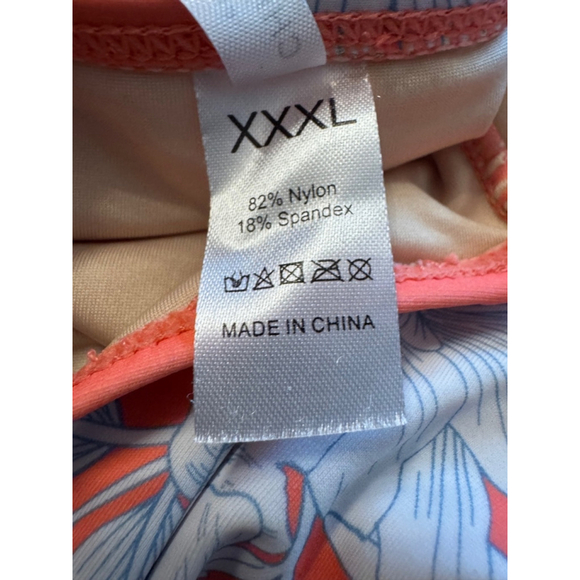 XXXL
82% Nylon
18% Spandex
MADE IN CHINA